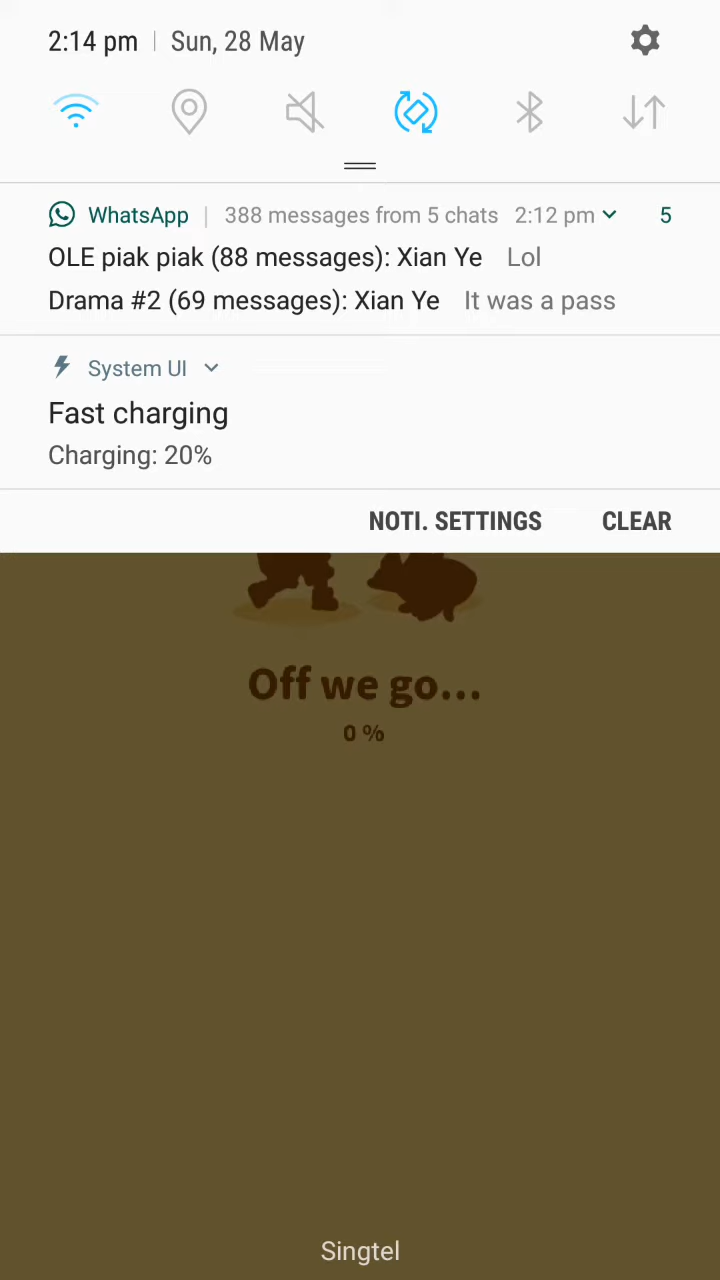 2:14 pm | Sun, 28 May
WhatsApp | 388 messages from 5 chats 2:12 pm 5
OLE piak piak (88 messages): Xian Ye Lol
Drama #2 (69 messages): Xian Ye It was a pass
System UI
Fast charging
Charging: 20%
NOTI. SETTINGS CLEAR
Off we go...
0 %
Singtel